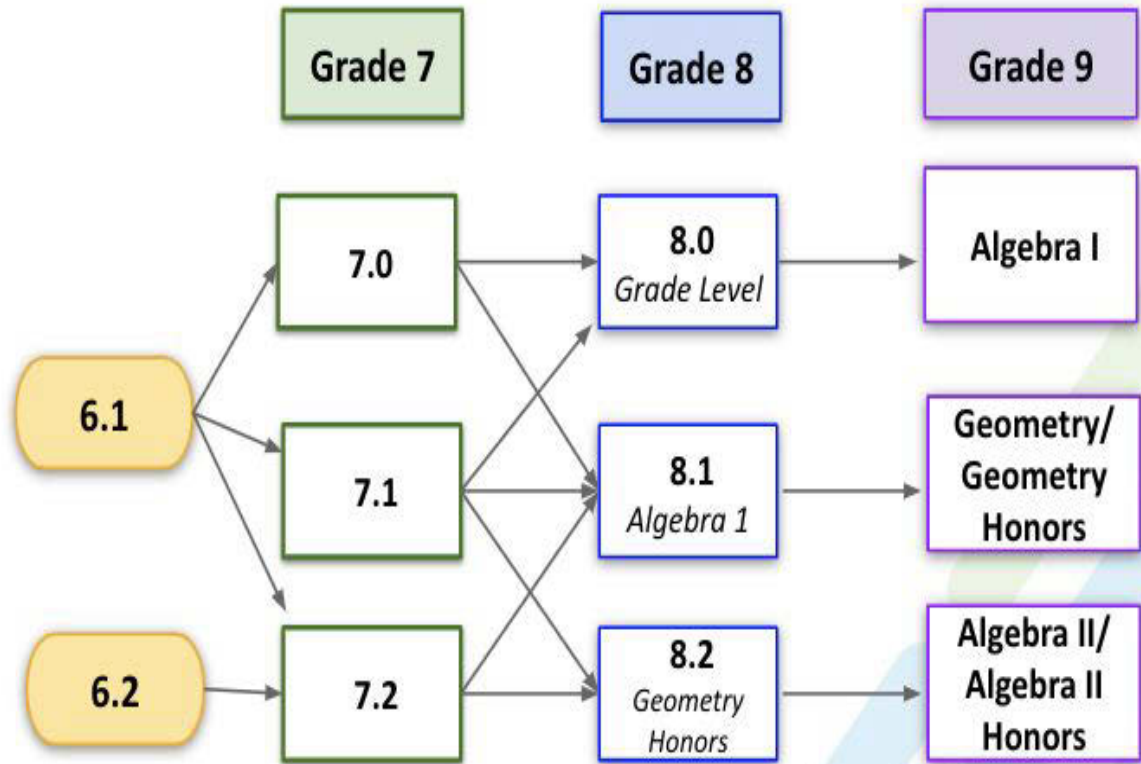 Grade 7
Grade 8
Grade 9
7.0
8.0
Grade Level
Algebra I
6.1
7.1
8.1
Algebra 1
Geometry/
Geometry
Honors
6.2
7.2
8.2
Geometry
Honors
Algebra II/
Algebra II
Honors